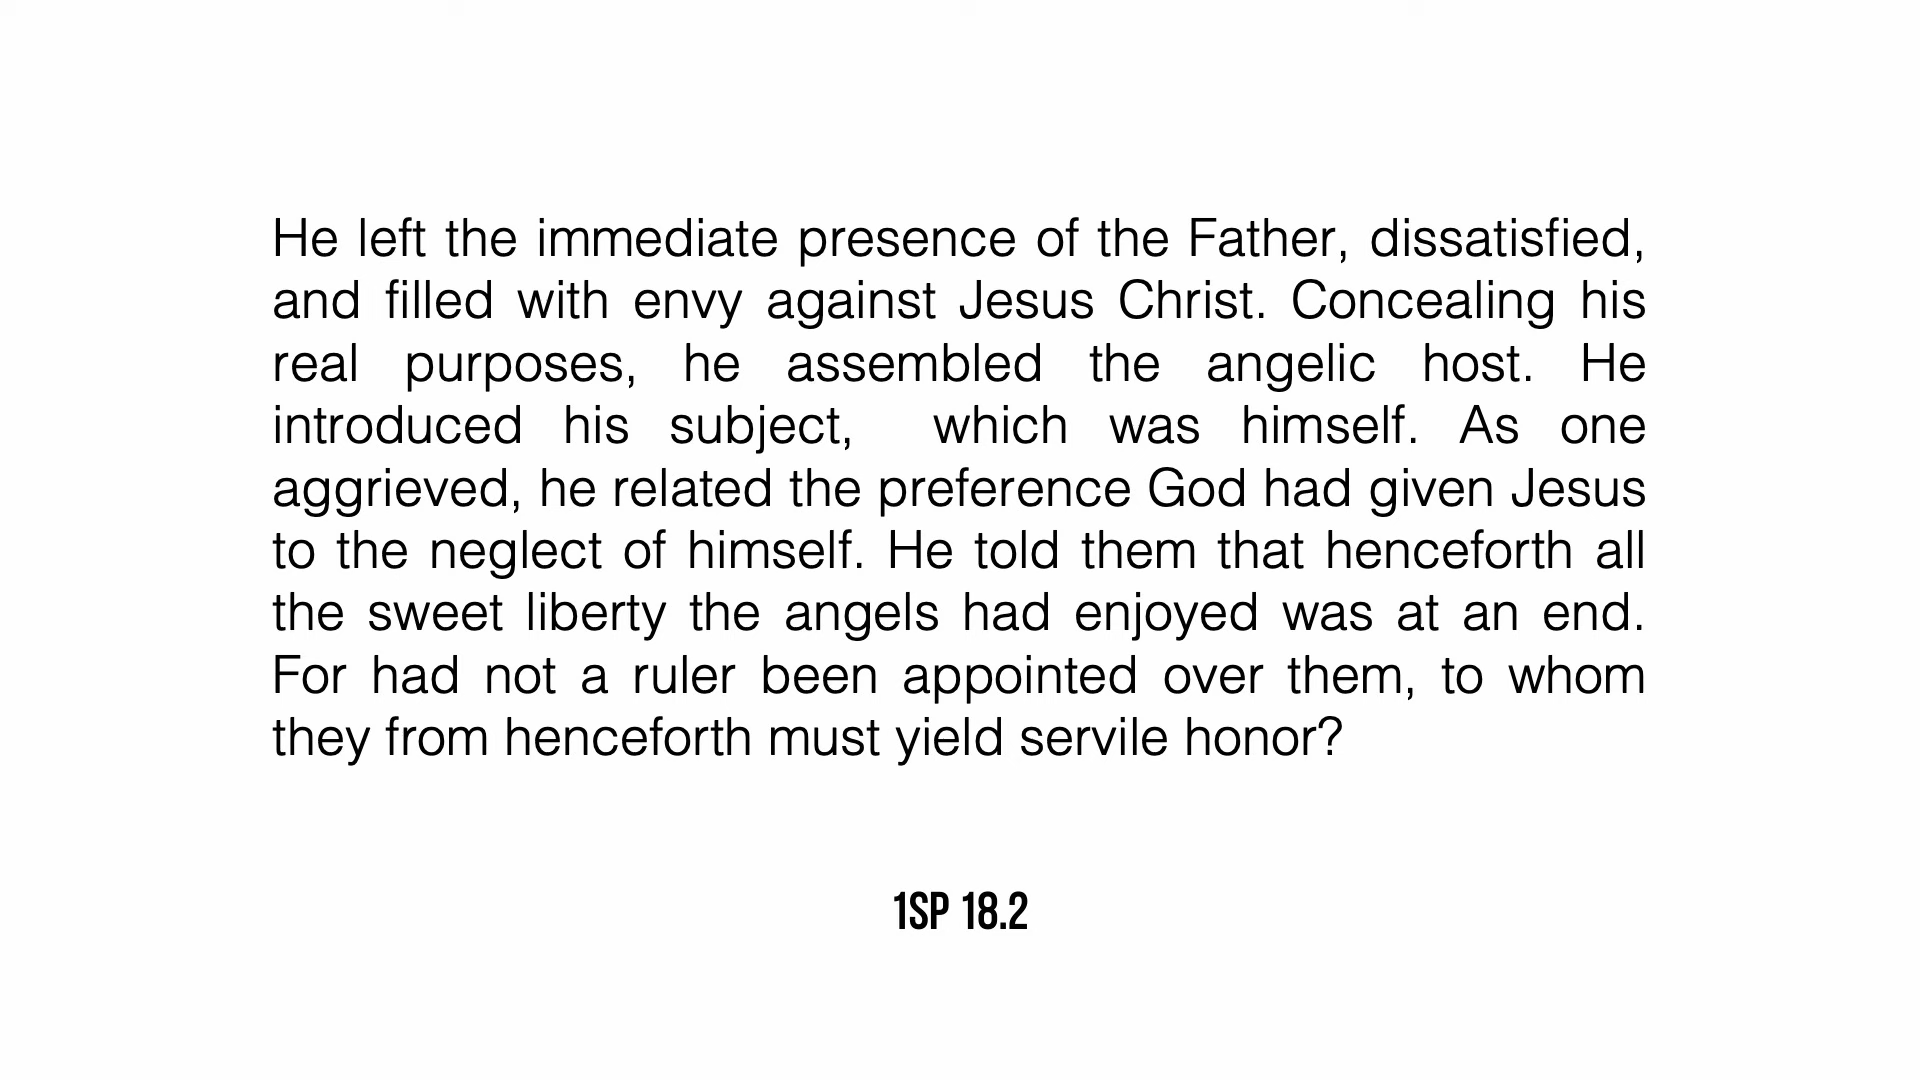 He left the immediate presence of the Father, dissatisfied,
and filled with envy against Jesus Christ. Concealing his
real purposes, he assembled the angelic host. He
introduced his subject, which was himself. As one
aggrieved, he related the preference God had given Jesus
to the neglect of himself. He told them that henceforth all
the sweet liberty the angels had enjoyed was at an end.
For had not a ruler been appointed over them, to whom
they from henceforth must yield servile honor?
1SP 18.2